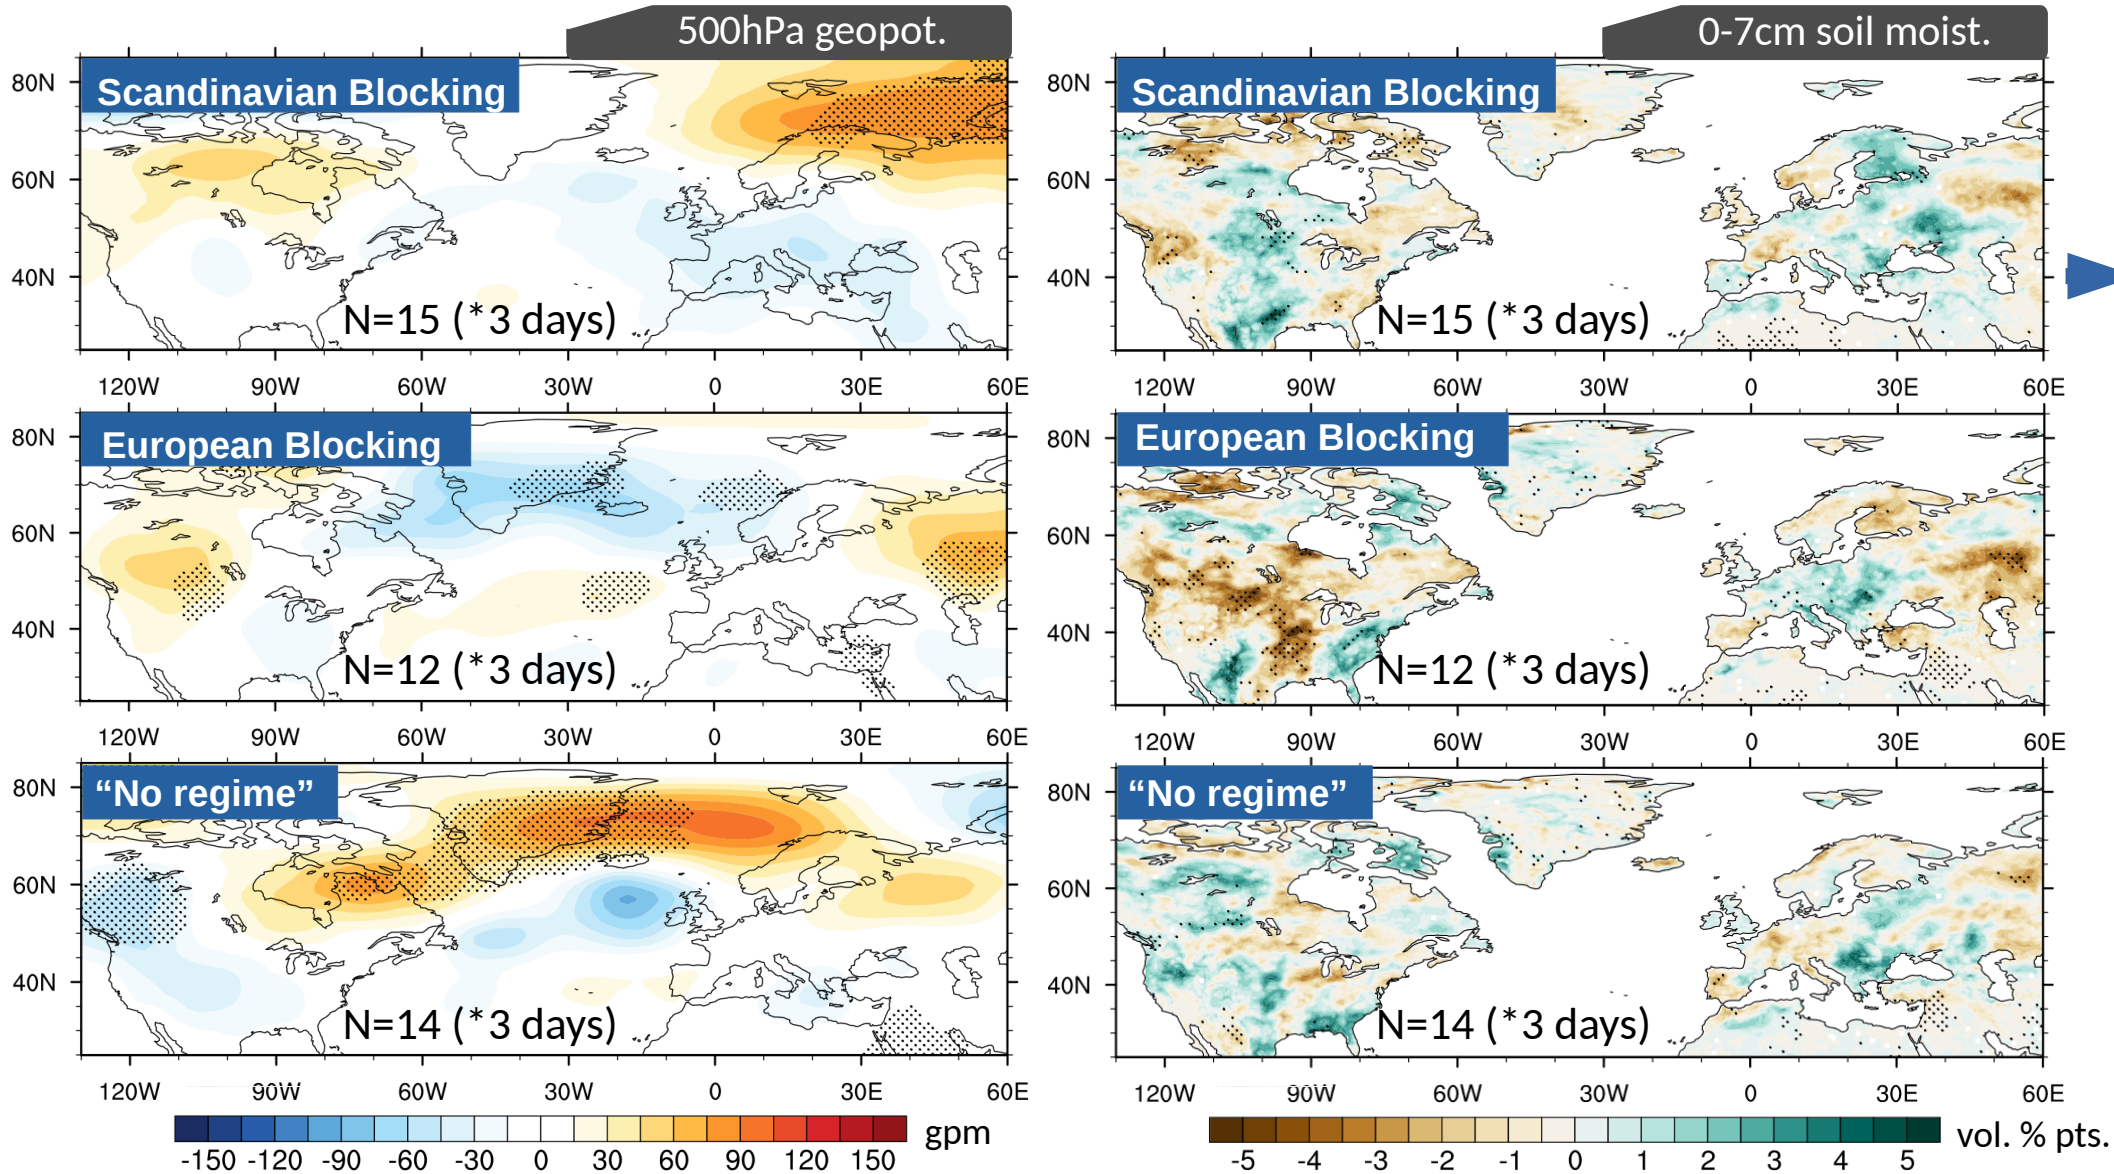 500hPa geopot.
0-7cm soil moist.
Scandinavian Blocking
80N
60N
40N
N=15 (*3 days)
120W 90W 60W 30W 0 30E 60E
Scandinavian Blocking
80N
60N
40N
N=15 (*3 days)
120W 90W 60W 30W 0 30E 60E
European Blocking
80N
60N
40N
N=12 (*3 days)
120W 90W 60W 30W 0 30E 60E
European Blocking
80N
60N
40N
N=12 (*3 days)
120W 90W 60W 30W 0 30E 60E
“No regime”
80N
60N
40N
N=14 (*3 days)
120W 90W 60W 30W 0 30E 60E
“No regime”
80N
60N
40N
N=14 (*3 days)
120W 90W 60W 30W 0 30E 60E
gpm
-150 -120 -90 -60 -30 0 30 60 90 120 150
vol. % pts.
-5 -4 -3 -2 -1 0 1 2 3 4 5